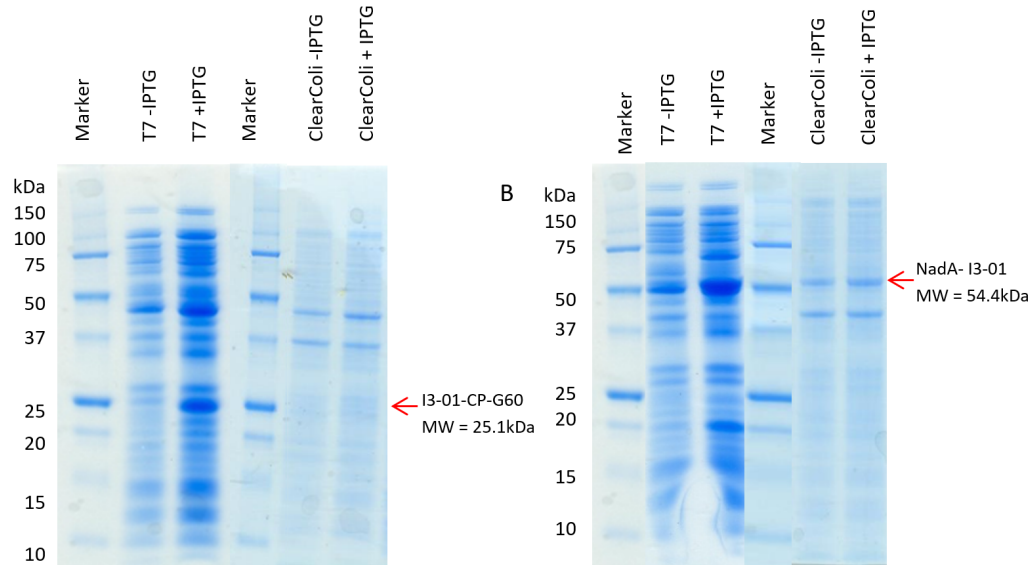 Marker
T7 -IPTG
T7 +IPTG
Marker
ClearColi -IPTG
ClearColi + IPTG
kDa
150
100
75
50
37
25
20
15
10
I3-01-CP-G60
MW = 25.1kDa
B
Marker
T7 -IPTG
T7 +IPTG
Marker
ClearColi -IPTG
ClearColi + IPTG
kDa
150
75
50
37
25
20
15
10
NadA- I3-01
MW = 54.4kDa